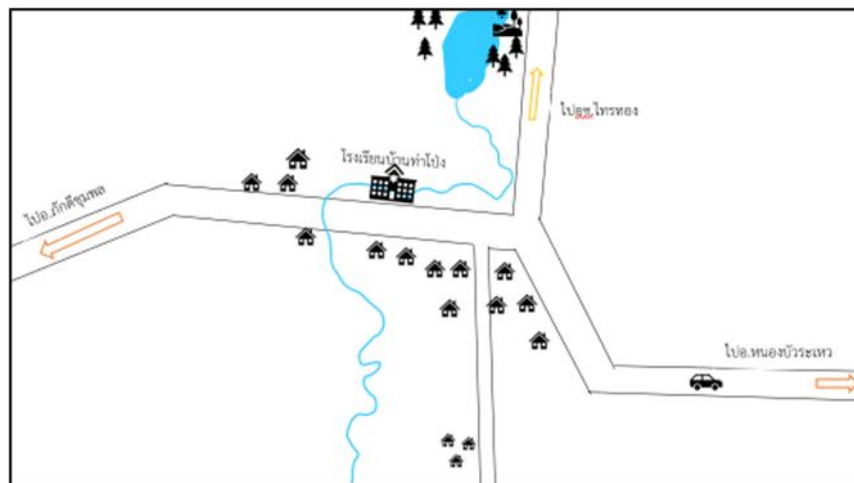 ไปอช.ไทรทอง
โรงเรียนบ้านท่าโป่ง
ไปอ.ภักดีชุมพล
ไปอ.หนองบัวระเหว